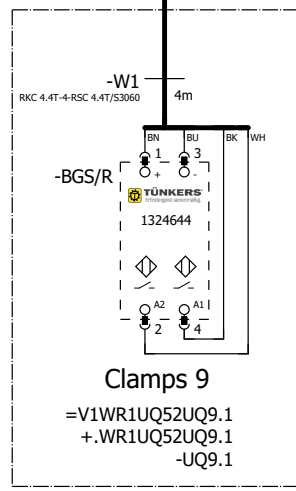 -W1
RKC 4.4T-4-RSC 4.4T/S3060
4m
BN BU BK WH
1 3
-BGS/R
+ -
TÜNKERS
Erfindergeist serienmäßig.
1324644
A2 A1
2 4
Clamps 9
=V1WR1UQ52UQ9.1
+.WR1UQ52UQ9.1
-UQ9.1